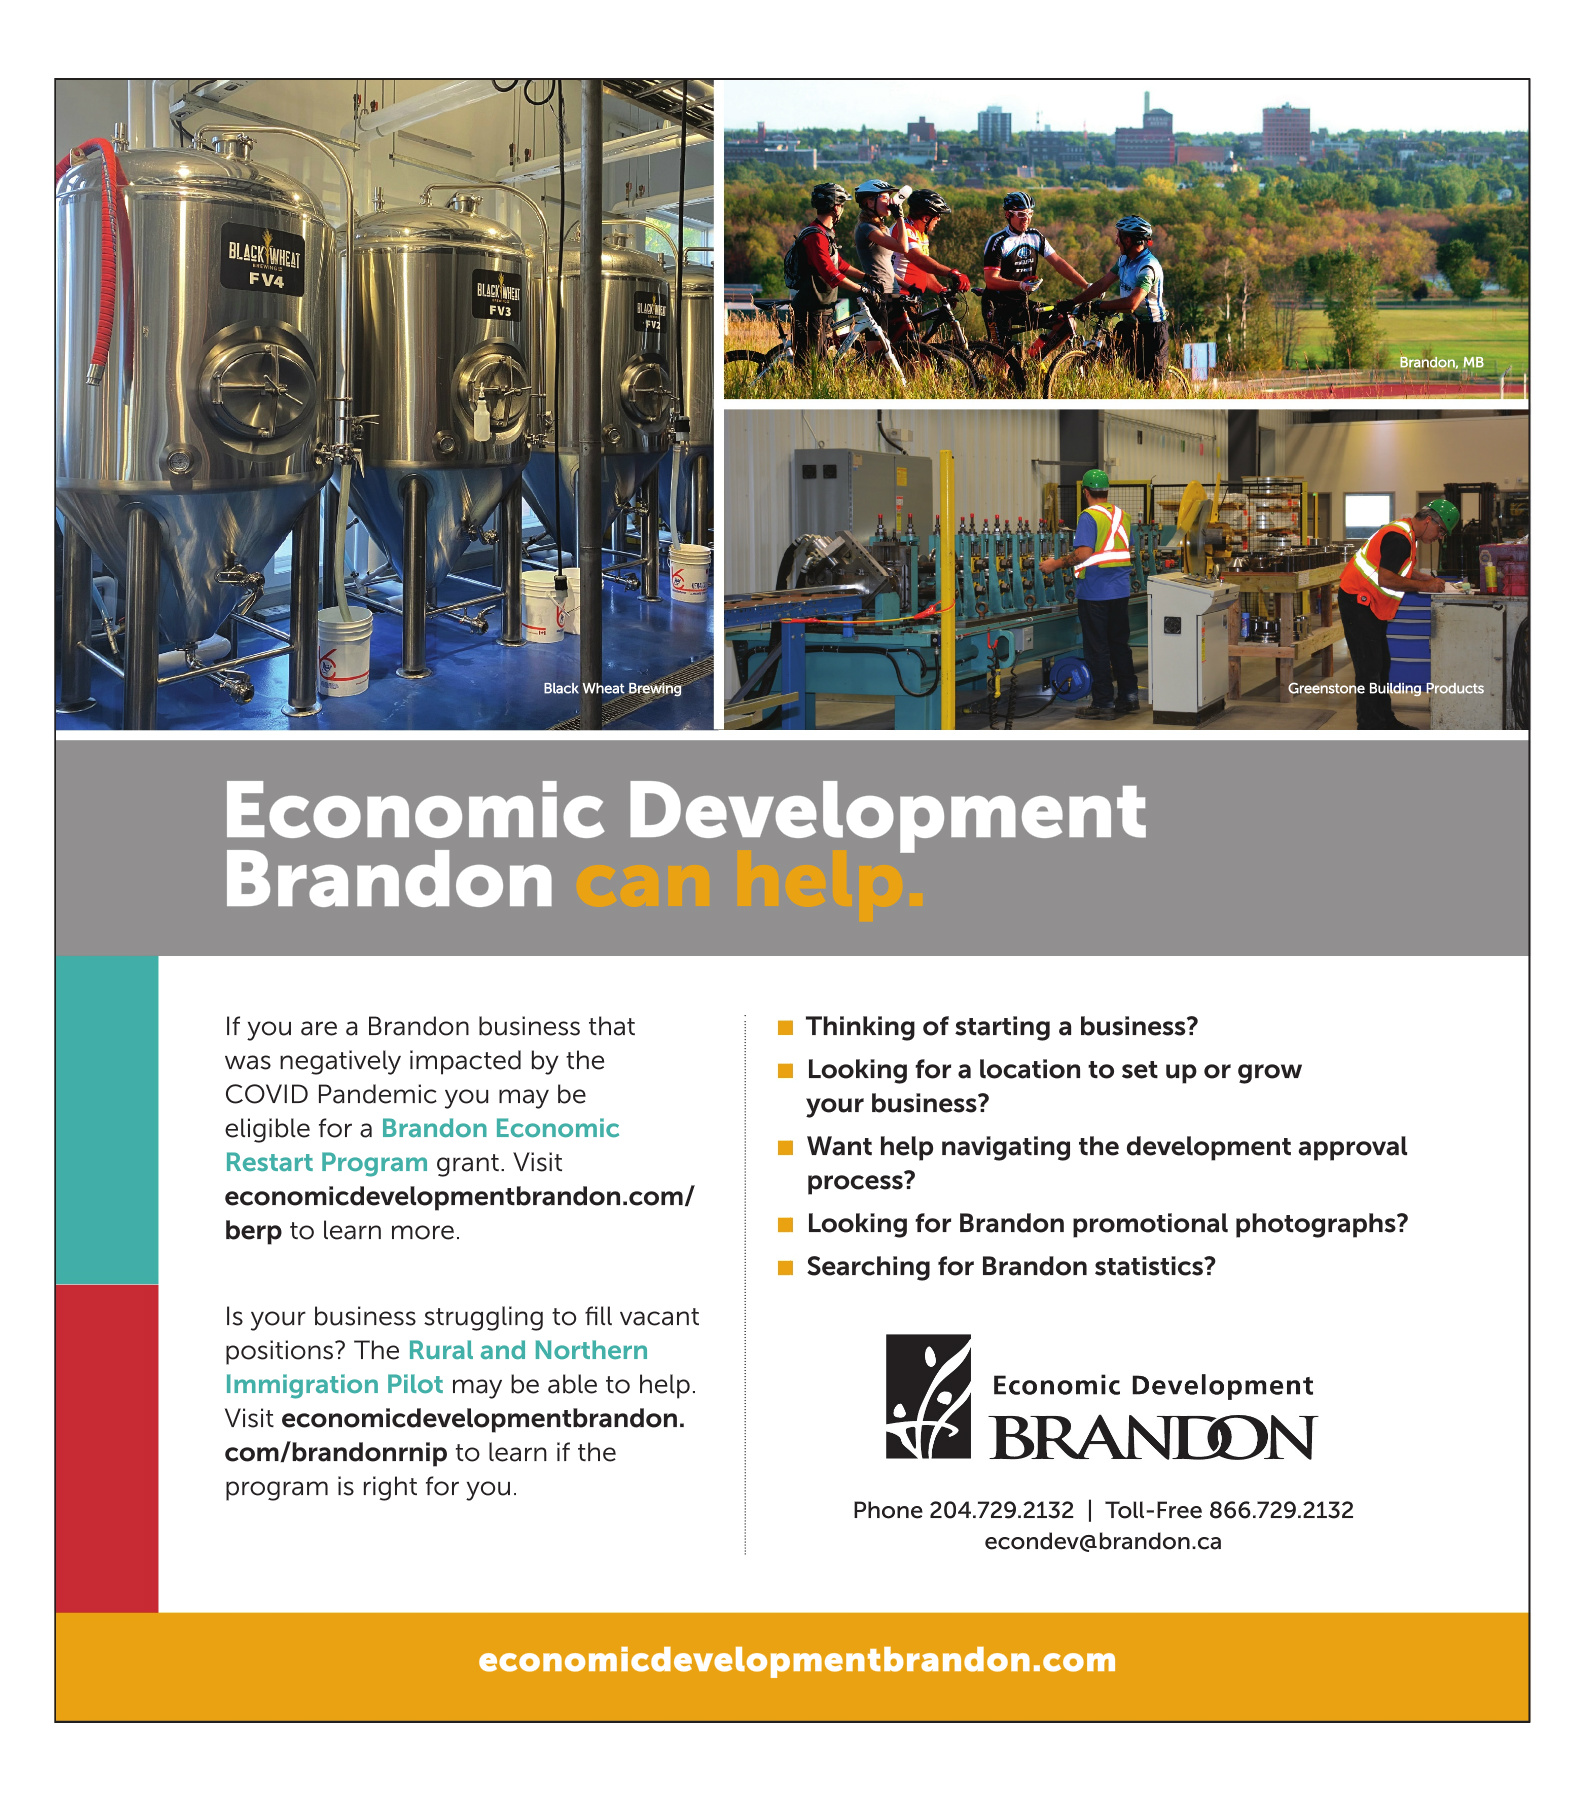 BLACK WHEAT
BREWING CO
FV4
BLACK WHEAT
BREWING CO
FV3
BLACK WHEAT
FV2
Black Wheat Brewing
Brandon, MB
Greenstone Building Products
Economic Development
Brandon can help.
If you are a Brandon business that
was negatively impacted by the
COVID Pandemic you may be
eligible for a Brandon Economic
Restart Program grant. Visit
economicdevelopmentbrandon.com/
berp to learn more.
Is your business struggling to fill vacant
positions? The Rural and Northern
Immigration Pilot may be able to help.
Visit economicdevelopmentbrandon.
com/brandonrnip to learn if the
program is right for you.
Thinking of starting a business?
Looking for a location to set up or grow
your business?
Want help navigating the development approval
process?
Looking for Brandon promotional photographs?
Searching for Brandon statistics?
Economic Development
BRANDON
Phone 204.729.2132 | Toll-Free 866.729.2132
econdev@brandon.ca
economicdevelopmentbrandon.com